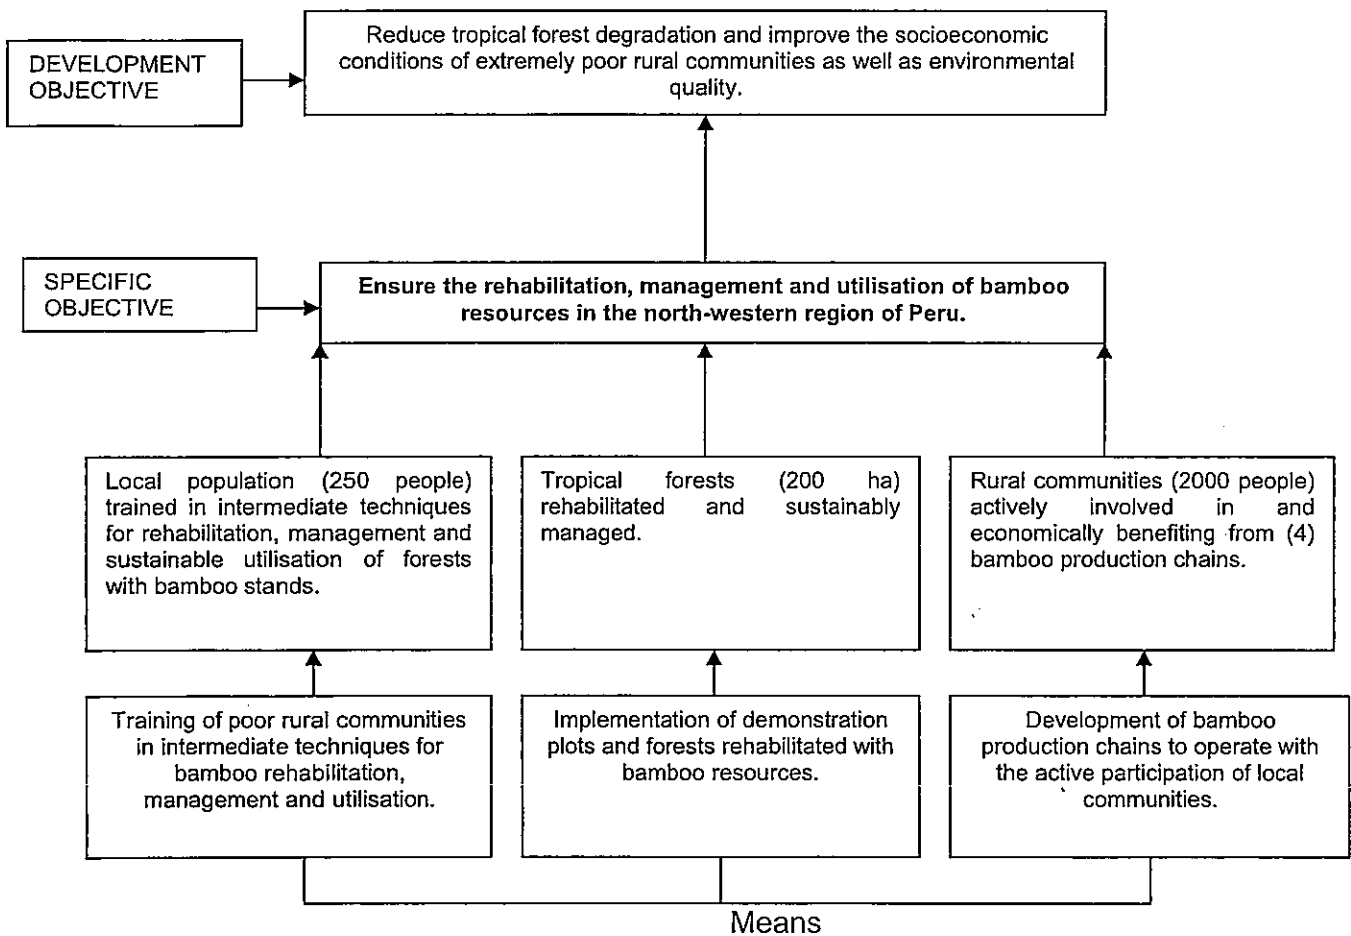 DEVELOPMENT
OBJECTIVE
Reduce tropical forest degradation and improve the socioeconomic
conditions of extremely poor rural communities as well as environmental
quality.
SPECIFIC
OBJECTIVE
Ensure the rehabilitation, management and utilisation of bamboo
resources in the north-western region of Peru.
Local population (250 people)
trained in intermediate techniques
for rehabilitation, management and
sustainable utilisation of forests
with bamboo stands.
Tropical forests (200 ha)
rehabilitated and sustainably
managed.
Rural communities (2000 people)
actively involved in and
economically benefiting from (4)
bamboo production chains.
Training of poor rural communities
in intermediate techniques for
bamboo rehabilitation,
management and utilisation.
Implementation of demonstration
plots and forests rehabilitated with
bamboo resources.
Development of bamboo
production chains to operate with
the active participation of local
communities.
Means